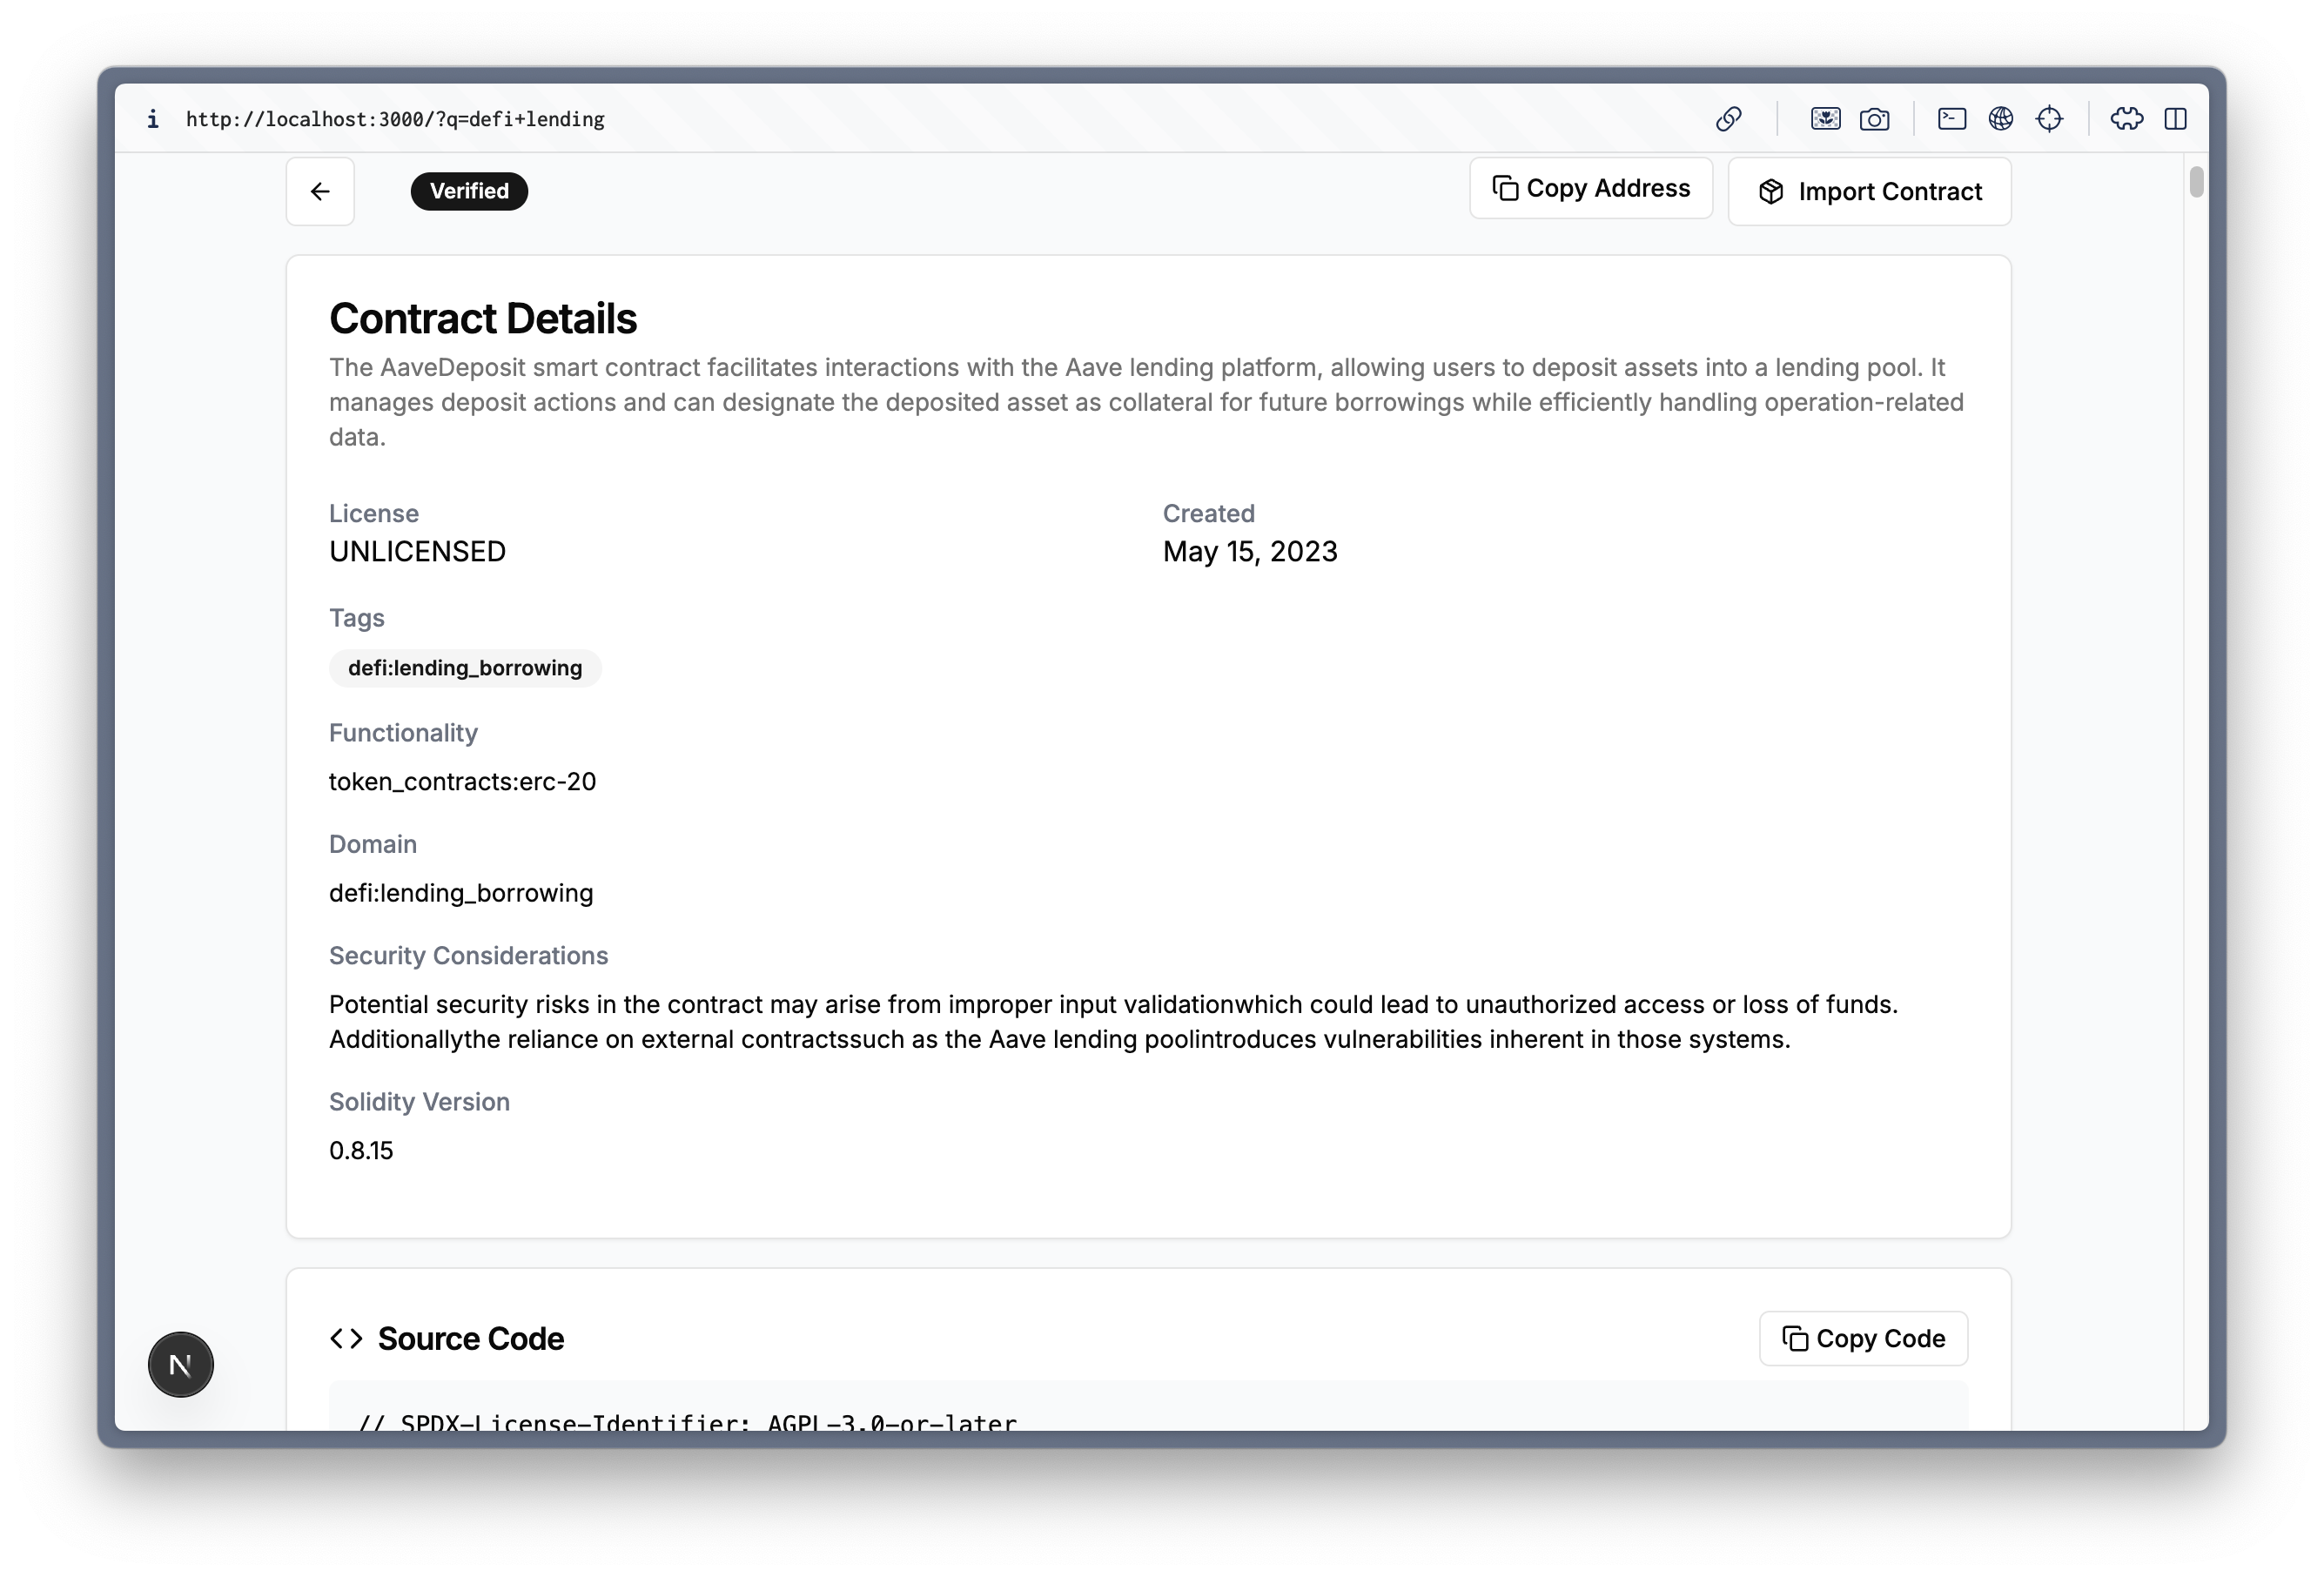 i http://localhost:3000/?q=defi+lending
Verified
Copy Address
Import Contract
Contract Details
The AaveDeposit smart contract facilitates interactions with the Aave lending platform, allowing users to deposit assets into a lending pool. It
manages deposit actions and can designate the deposited asset as collateral for future borrowings while efficiently handling operation-related
data.
License
UNLICENSED
Created
May 15, 2023
Tags
defi:lending_borrowing
Functionality
token_contracts:erc-20
Domain
defi:lending_borrowing
Security Considerations
Potential security risks in the contract may arise from improper input validationwhich could lead to unauthorized access or loss of funds.
Additionallythe reliance on external contractssuch as the Aave lending poolintroduces vulnerabilities inherent in those systems.
Solidity Version
0.8.15
<> Source Code
Copy Code
// SPDX-License-Identifier: AGPL-3.0-or-later
N